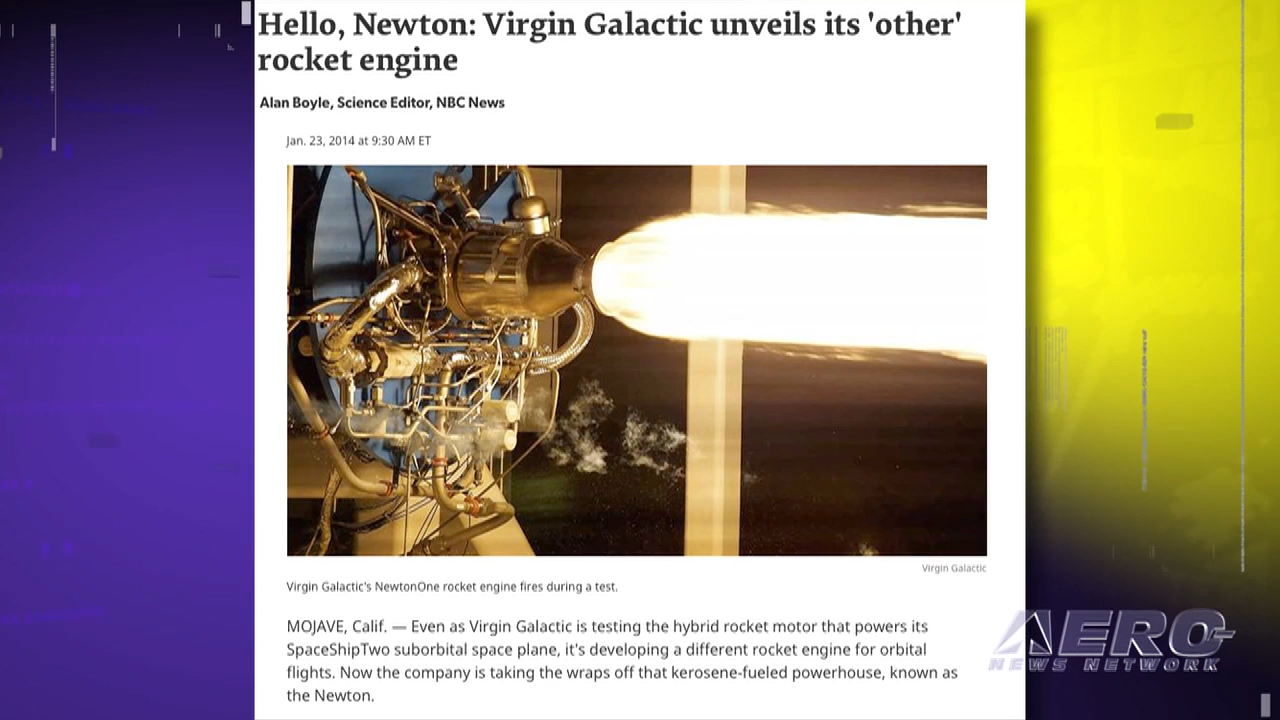 Hello, Newton: Virgin Galactic unveils its 'other'
rocket engine
Alan Boyle, Science Editor, NBC News
Jan. 23, 2014 at 9:30 AM ET
Virgin Galactic
Virgin Galactic's NewtonOne rocket engine fires during a test.
MOJAVE, Calif. — Even as Virgin Galactic is testing the hybrid rocket motor that powers its
SpaceShipTwo suborbital space plane, it's developing a different rocket engine for orbital
flights. Now the company is taking the wraps off that kerosene-fueled powerhouse, known as
the Newton.
AERO-
NEWS NETWORK